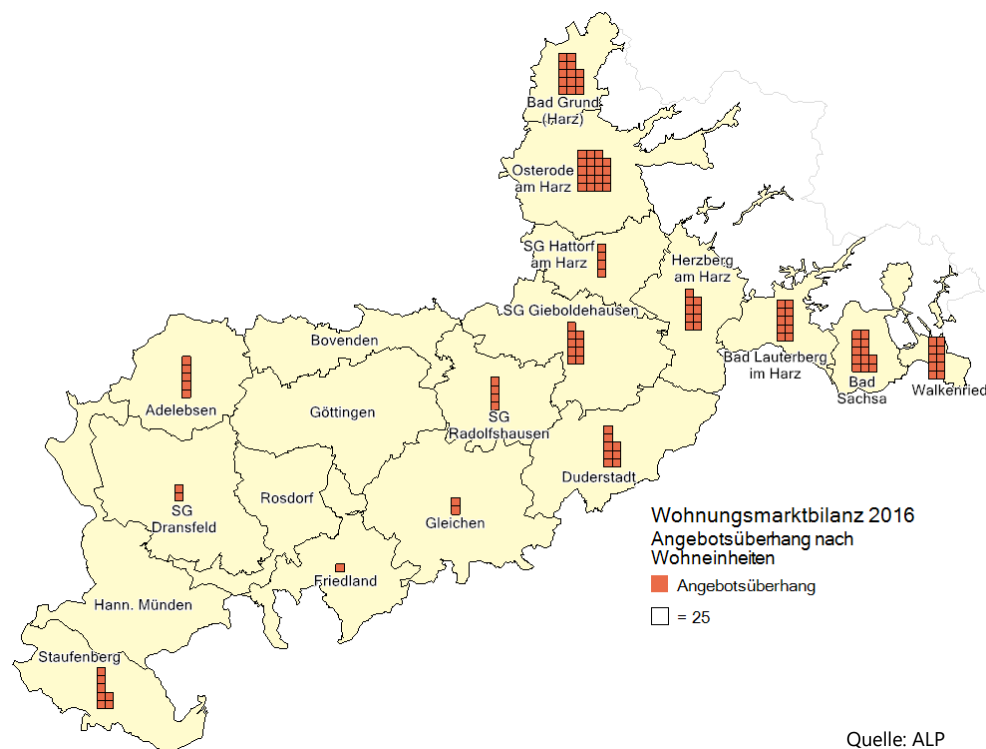 Bad Grund
(Harz)
Osterode
am Harz
SG Hattorf
am Harz
Herzberg
am Harz
SG Gieboldehausen
Bovenden
Bad Lauterberg
im Harz
Bad
Sachsa
Walkenried
Adelebsen
Göttingen
SG
Radolfshausen
Duderstadt
SG
Dransfeld
Rosdorf
Gleichen
Friedland
Hann. Münden
Staufenberg
Wohnungsmarktbilanz 2016
Angebotsüberhang nach
Wohneinheiten
Angebotsüberhang
= 25
Quelle: ALP